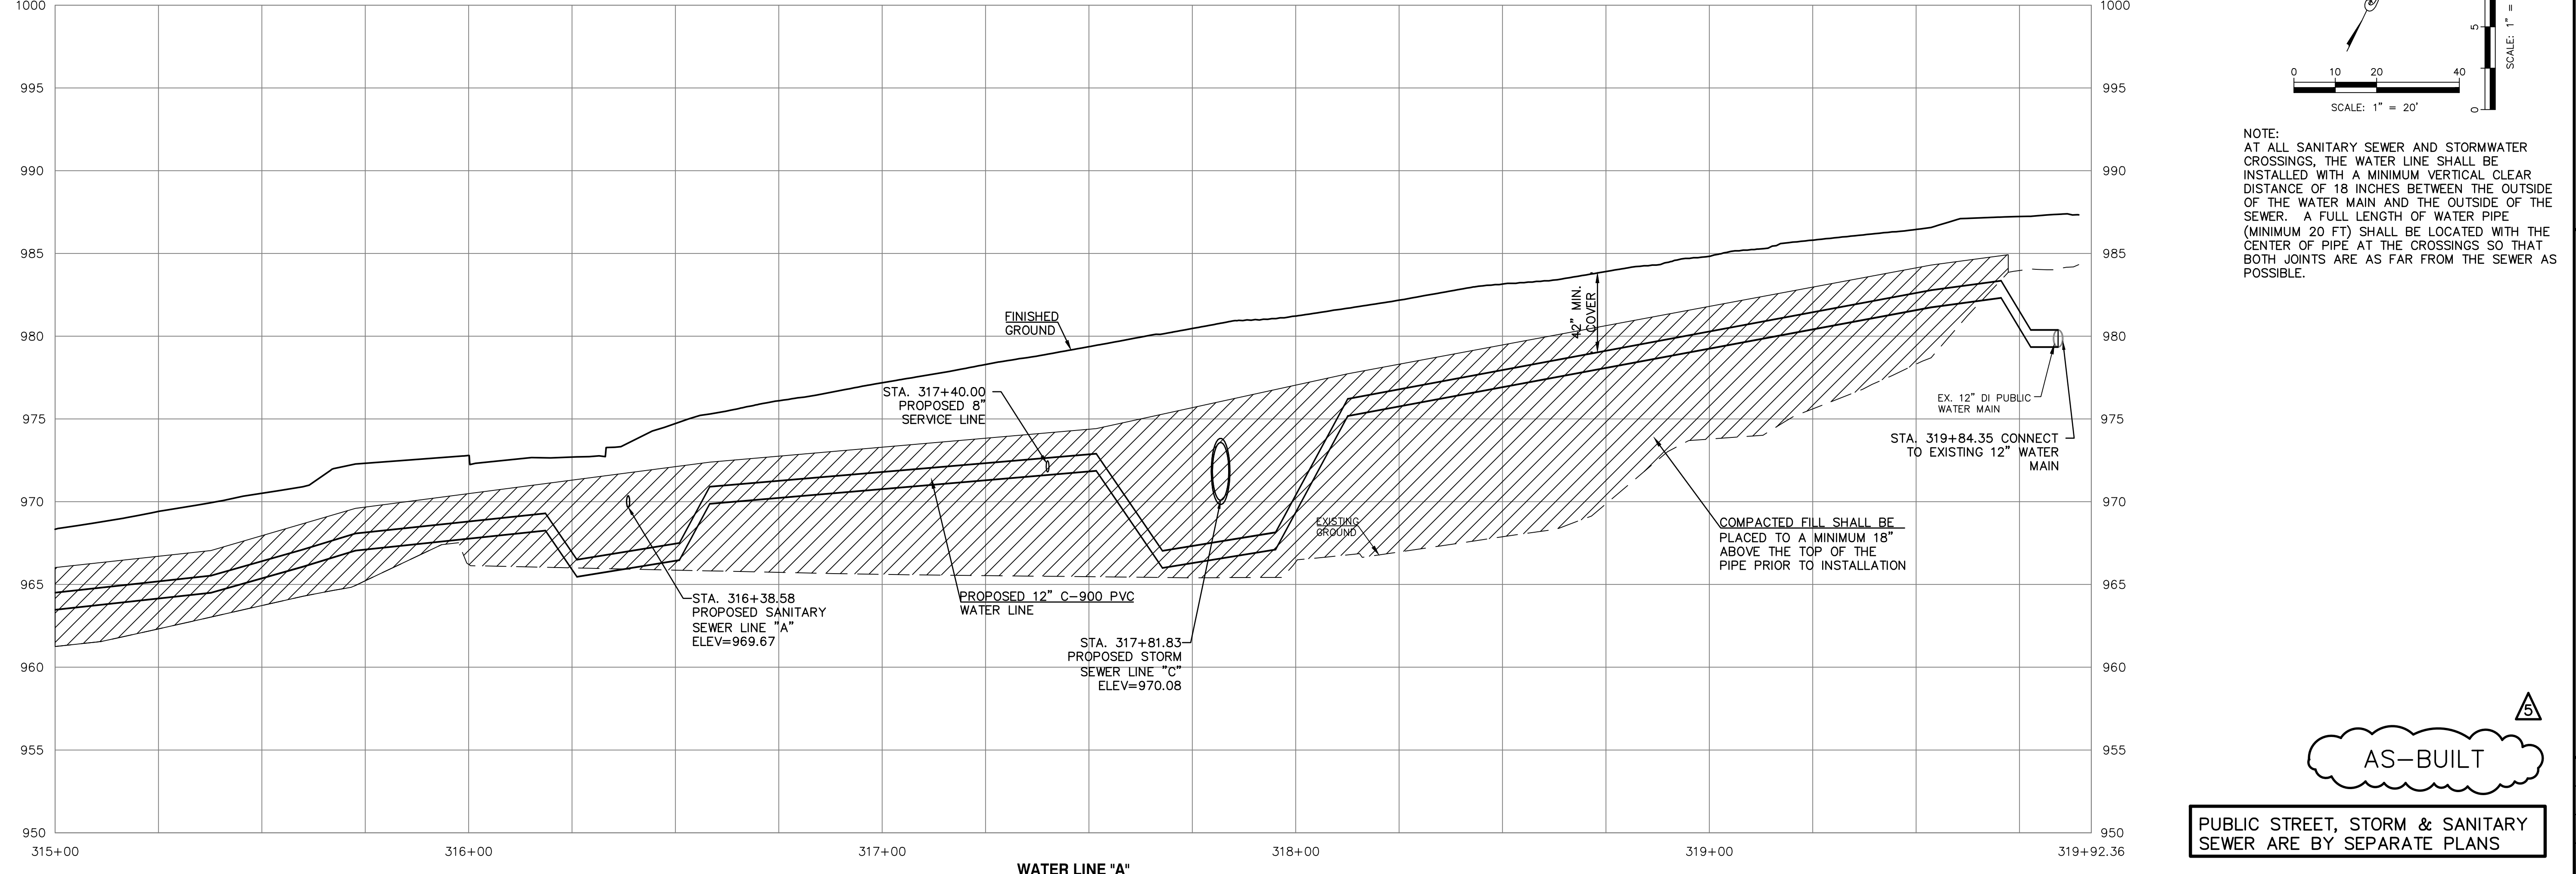 1000
995
990
985
980
975
970
965
960
955
950
1000
995
990
985
980
975
970
965
960
955
950
315+00
316+00
317+00
318+00
319+00
319+92.36
WATER LINE "A"
FINISHED
GROUND
STA. 317+40.00
PROPOSED 8"
SERVICE LINE
42" MIN.
COVER
EX. 12" DI PUBLIC
WATER MAIN
STA. 319+84.35 CONNECT
TO EXISTING 12" WATER
MAIN
EXISTING
GROUND
COMPACTED FILL SHALL BE
PLACED TO A MINIMUM 18"
ABOVE THE TOP OF THE
PIPE PRIOR TO INSTALLATION
STA. 316+38.58
PROPOSED SANITARY
SEWER LINE "A"
ELEV=969.67
PROPOSED 12" C-900 PVC
WATER LINE
STA. 317+81.83
PROPOSED STORM
SEWER LINE "C"
ELEV=970.08
0 10 20 40
SCALE: 1" = 20'
0 5
SCALE: 1" =
NOTE:
AT ALL SANITARY SEWER AND STORMWATER
CROSSINGS, THE WATER LINE SHALL BE
INSTALLED WITH A MINIMUM VERTICAL CLEAR
DISTANCE OF 18 INCHES BETWEEN THE OUTSIDE
OF THE WATER MAIN AND THE OUTSIDE OF THE
SEWER. A FULL LENGTH OF WATER PIPE
(MINIMUM 20 FT) SHALL BE LOCATED WITH THE
CENTER OF PIPE AT THE CROSSINGS SO THAT
BOTH JOINTS ARE AS FAR FROM THE SEWER AS
POSSIBLE.
5
AS-BUILT
PUBLIC STREET, STORM & SANITARY
SEWER ARE BY SEPARATE PLANS